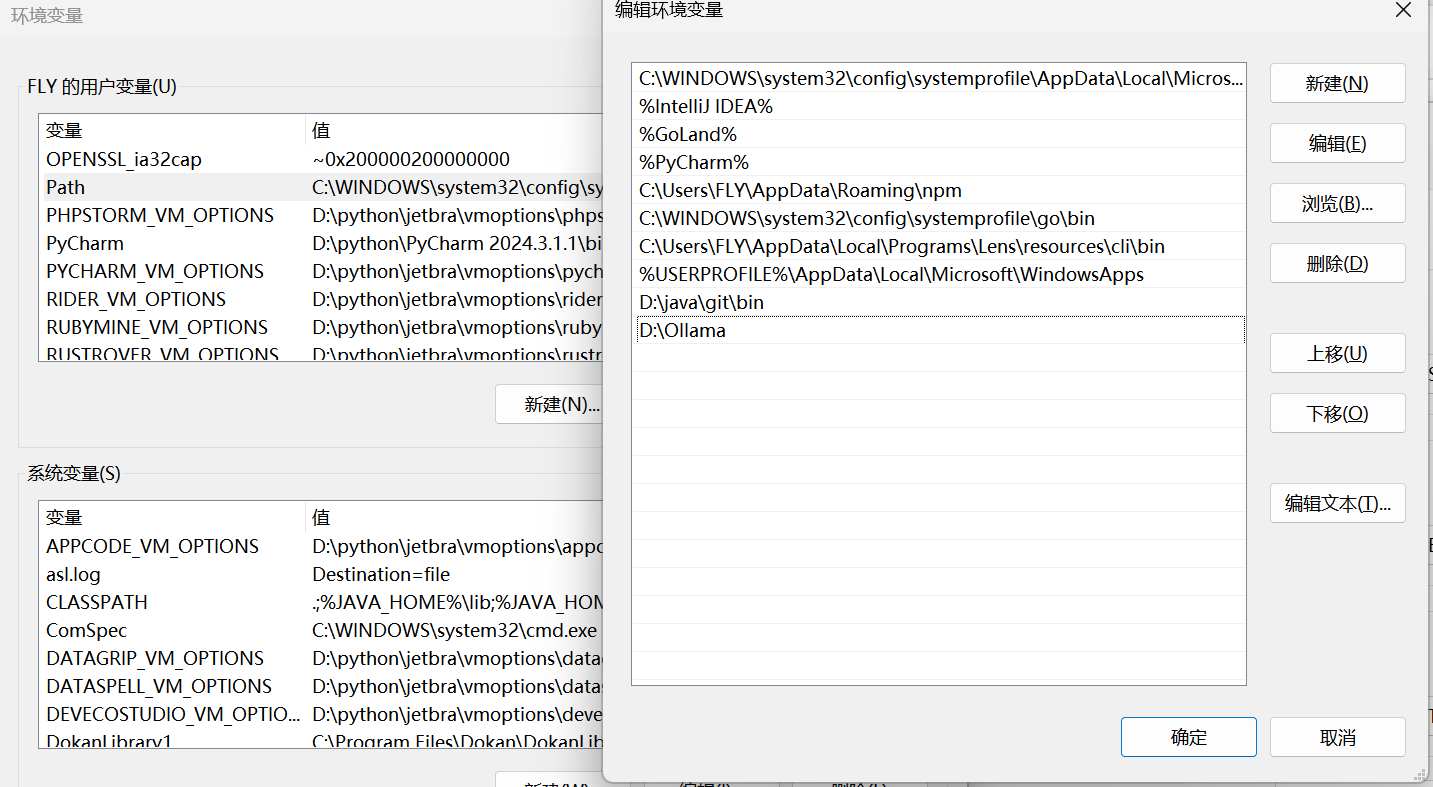 环境变量
FLY 的用户变量(U)
变量 值
OPENSSL_ia32cap ~0x200000200000000
Path C:\WINDOWS\system32\config\sy
PHPSTORM_VM_OPTIONS D:\python\jetbra\vmoptions\phps
PyCharm D:\python\PyCharm 2024.3.1.1\bi
PYCHARM_VM_OPTIONS D:\python\jetbra\vmoptions\pych
RIDER_VM_OPTIONS D:\python\jetbra\vmoptions\rider
RUBYMINE_VM_OPTIONS D:\python\jetbra\vmoptions\ruby
RUSTROVER_VM_OPTIONS D:\python\jetbra\vmoptions\rustr
新建(N)...
系统变量(S)
变量 值
APPCODE_VM_OPTIONS D:\python\jetbra\vmoptions\appc
asl.log Destination=file
CLASSPATH .;%JAVA_HOME%\lib;%JAVA_HOM
ComSpec C:\WINDOWS\system32\cmd.exe
DATAGRIP_VM_OPTIONS D:\python\jetbra\vmoptions\data
DATASPELL_VM_OPTIONS D:\python\jetbra\vmoptions\datas
DEVECOSTUDIO_VM_OPTIO... D:\python\jetbra\vmoptions\deve
DokanLibrary1 C:\Program Files\Dokan\DokanLib
新建(W)... 编辑(I)... 删除(L)
编辑环境变量
C:\WINDOWS\system32\config\systemprofile\AppData\Local\Micros...
%IntelliJ IDEA%
%GoLand%
%PyCharm%
C:\Users\FLY\AppData\Roaming\npm
C:\WINDOWS\system32\config\systemprofile\go\bin
C:\Users\FLY\AppData\Local\Programs\Lens\resources\cli\bin
%USERPROFILE%\AppData\Local\Microsoft\WindowsApps
D:\java\git\bin
D:\Ollama
新建(N)
编辑(E)
浏览(B)...
删除(D)
上移(U)
下移(O)
编辑文本(T)...
确定
取消